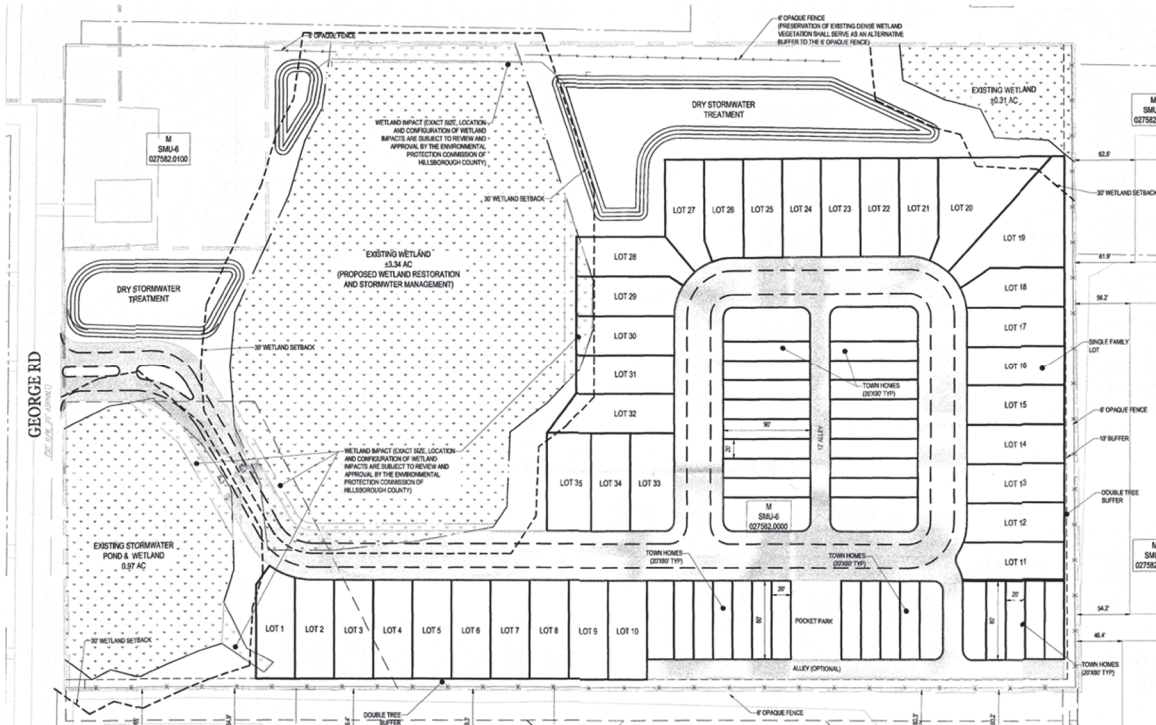 6' OPAQUE FENCE
(PRESERVATION OF EXISTING DENSE WETLAND
VEGETATION SHALL SERVE AS AN ALTERNATIVE
BUFFER TO THE 6' OPAQUE FENCE)
6' OPAQUE FENCE
EXISTING WETLAND
±0.31 AC
DRY STORMWATER
TREATMENT
WETLAND IMPACT (EXACT SIZE, LOCATION
AND CONFIGURATION OF WETLAND
IMPACTS ARE SUBJECT TO REVIEW AND
APPROVAL BY THE ENVIRONMENTAL
PROTECTION COMMISSION OF
HILLSBOROUGH COUNTY)
M
SMU-6
027582.0100
62.5'
30' WETLAND SETBACK
30' WETLAND SETBACK
LOT 27
LOT 26
LOT 25
LOT 24
LOT 23
LOT 22
LOT 21
LOT 20
LOT 19
EXISTING WETLAND
±3.34 AC
(PROPOSED WETLAND RESTORATION
AND STORMWTER MANAGEMENT)
LOT 28
61.9'
DRY STORMWATER
TREATMENT
LOT 29
LOT 18
56.2'
LOT 30
LOT 17
30' WETLAND SETBACK
SINGLE FAMILY
LOT
LOT 31
LOT 16
GEORGE RD
TOWN HOMES
(20'X90' TYP)
LOT 32
LOT 15
6' OPAQUE FENCE
90'
20'
12' ALLEY
10' BUFFER
LOT 14
WETLAND IMPACT (EXACT SIZE, LOCATION
AND CONFIGURATION OF WETLAND
IMPACTS ARE SUBJECT TO REVIEW AND
APPROVAL BY THE ENVIRONMENTAL
PROTECTION COMMISSION OF
HILLSBOROUGH COUNTY)
LOT 35
LOT 34
LOT 33
LOT 13
DOUBLE TREE
BUFFER
M
SMU-6
027582.0000
LOT 12
EXISTING STORMWATER
POND & WETLAND
0.97 AC
TOWN HOMES
(20'X80' TYP)
TOWN HOMES
(20'X80' TYP)
LOT 11
LOT 1
LOT 2
LOT 3
LOT 4
LOT 5
LOT 6
LOT 7
LOT 8
LOT 9
LOT 10
80'
20'
POCKET PARK
80'
20'
54.2'
46.4'
30' WETLAND SETBACK
ALLEY (OPTIONAL)
TOWN HOMES
(20'X80' TYP)
DOUBLE TREE
BUFFER
6' OPAQUE FENCE